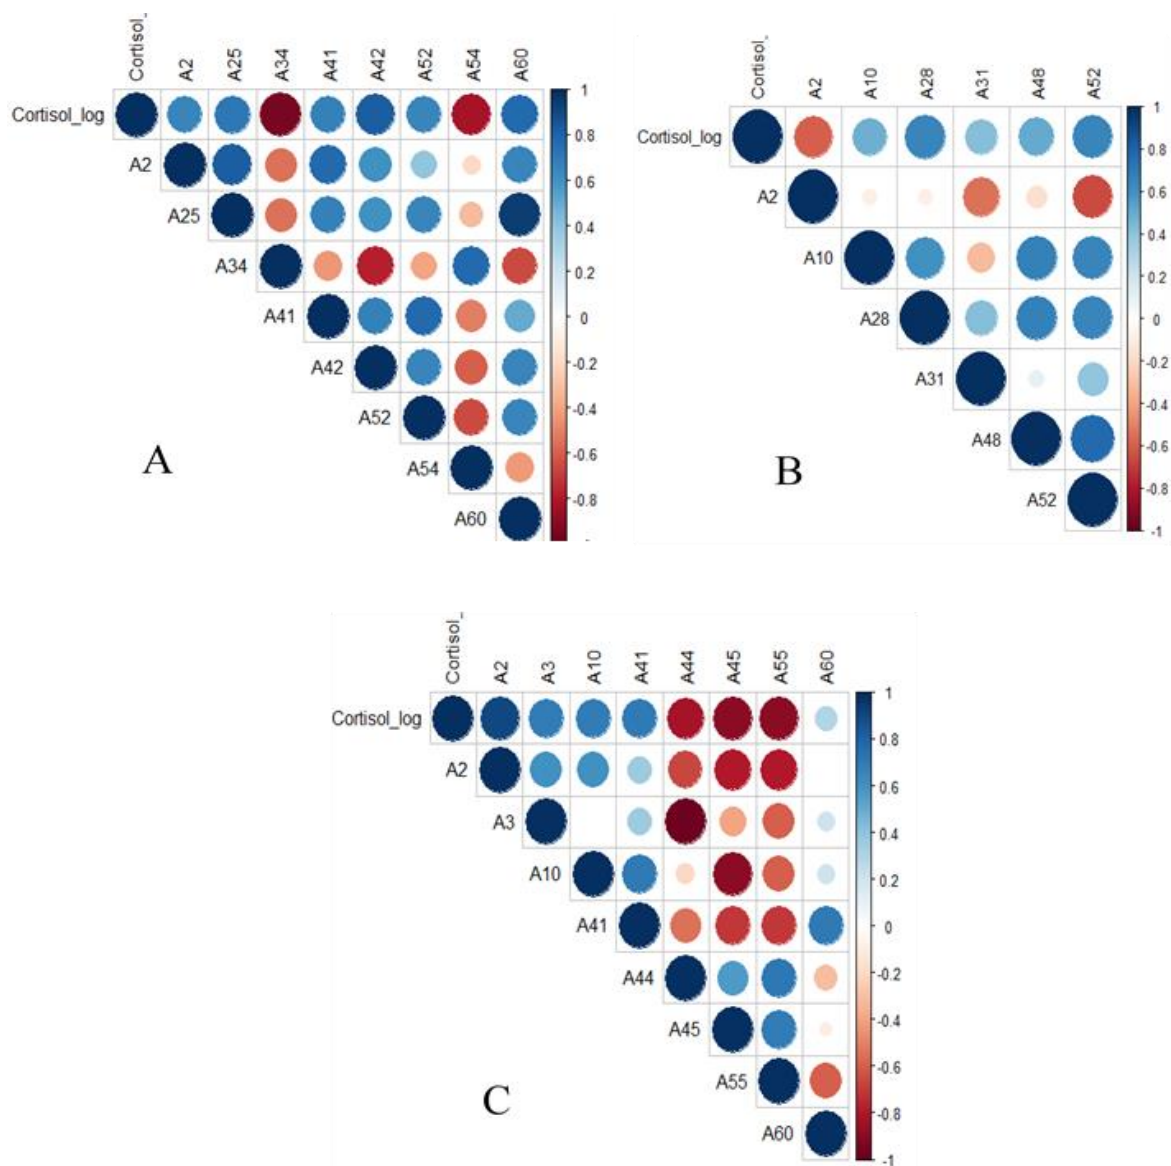 Cortisol_ A2 A25 A34 A41 A42 A52 A54 A60
Cortisol_log
A2
A25
A34
A41
A42
A52
A54
A60
1
0.8
0.6
0.4
0.2
0
-0.2
-0.4
-0.6
-0.8
A
Cortisol_ A2 A10 A28 A31 A48 A52
Cortisol_log
A2
A10
A28
A31
A48
A52
1
0.8
0.6
0.4
0.2
0
-0.2
-0.4
-0.6
-0.8
-1
B
Cortisol_ A2 A3 A10 A41 A44 A45 A55 A60
Cortisol_log
A2
A3
A10
A41
A44
A45
A55
A60
1
0.8
0.6
0.4
0.2
0
-0.2
-0.4
-0.6
-0.8
-1
C